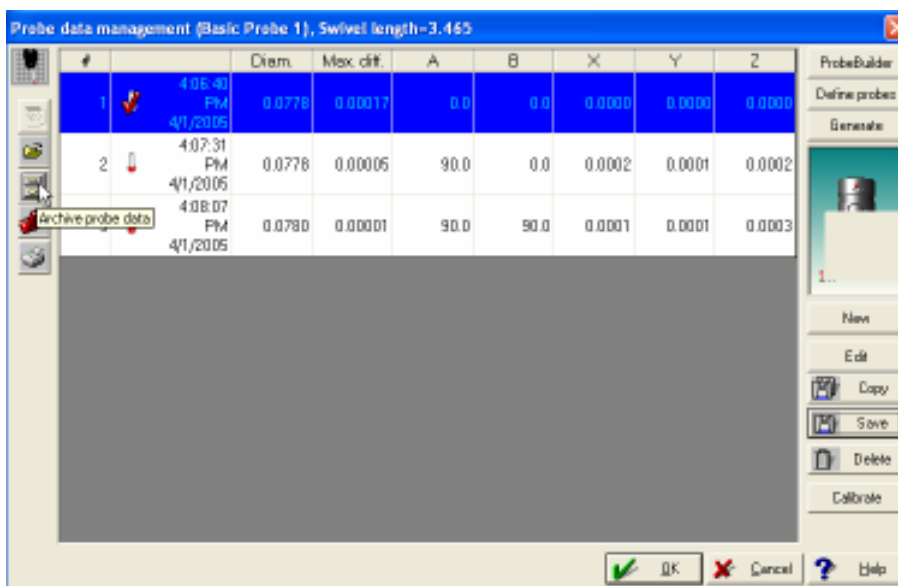 Probe data management (Basic Probe 1), Swivel length=3.465
# Diam. Max. diff. A B X Y Z
1 4:06:40 PM 4/1/2005 0.0778 0.00017 0.0 0.0 0.0000 0.0000 0.0000
2 4:07:31 PM 4/1/2005 0.0778 0.00005 90.0 0.0 0.0002 0.0001 0.0002
4:08:07 PM 4/1/2005 0.0780 0.00001 90.0 90.0 0.0001 0.0001 0.0003
Archive probe data
ProbeBuilder
Define probes
Generate
1...
New
Edit
Copy
Save
Delete
Calibrate
OK
Cancel
Help